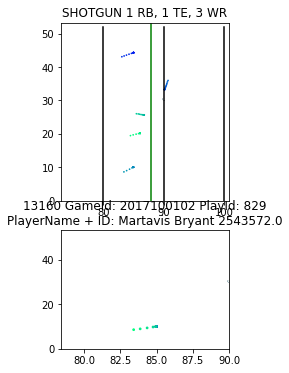 SHOTGUN 1 RB, 1 TE, 3 WR
50
40
30
20
10
0
80 90 100
13160 GameId: 2017100102 PlayId: 829
PlayerName + ID: Martavis Bryant 2543572.0
40
20
0
80.0 82.5 85.0 87.5 90.0